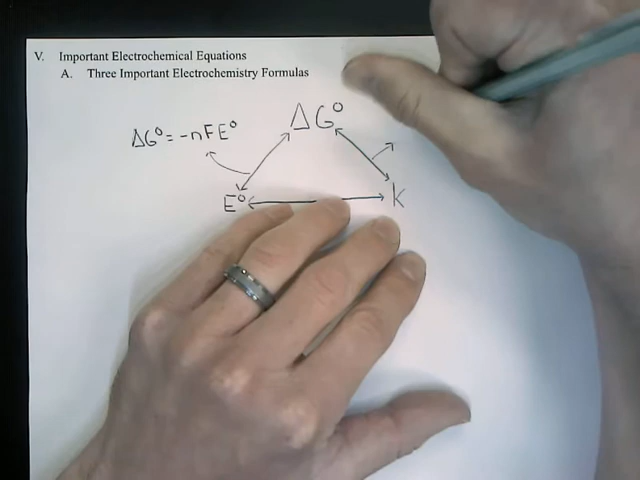 V. Important Electrochemical Equations
A. Three Important Electrochemistry Formulas
ΔG°
ΔG° = -nFE°
E°
K